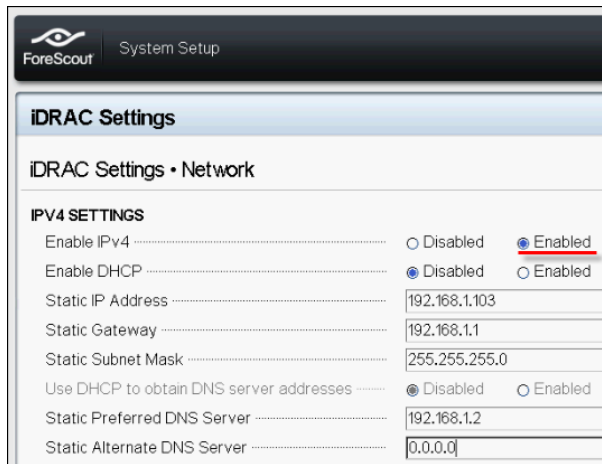 ForeScout
System Setup
iDRAC Settings
iDRAC Settings • Network
IPV4 SETTINGS
Enable IPv4 Disabled Enabled
Enable DHCP Disabled Enabled
Static IP Address 192.168.1.103
Static Gateway 192.168.1.1
Static Subnet Mask 255.255.255.0
Use DHCP to obtain DNS server addresses Disabled Enabled
Static Preferred DNS Server 192.168.1.2
Static Alternate DNS Server 0.0.0.0